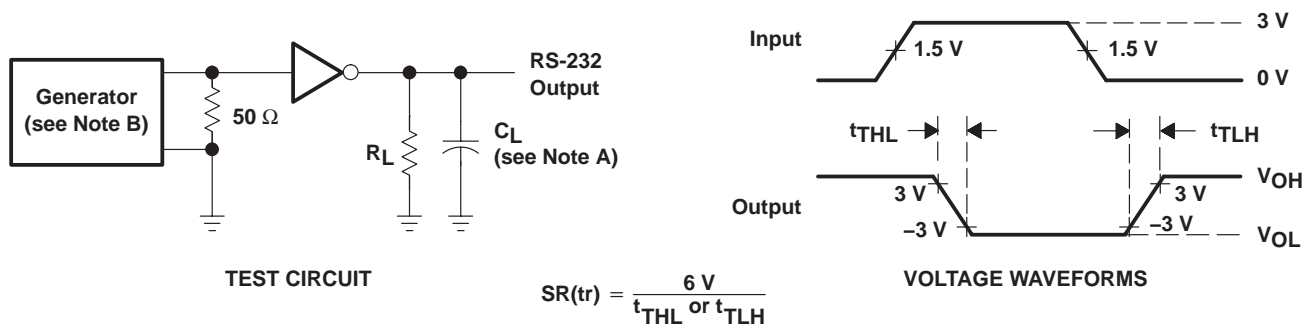 Generator
(see Note B)
50 Ω
RS-232
Output
RL
CL
(see Note A)
TEST CIRCUIT
Input
1.5 V
1.5 V
3 V
0 V
tTHL
tTLH
Output
3 V
–3 V
3 V
–3 V
VOH
VOL
VOLTAGE WAVEFORMS
SR(tr) = 6 V / tTHL or tTLH